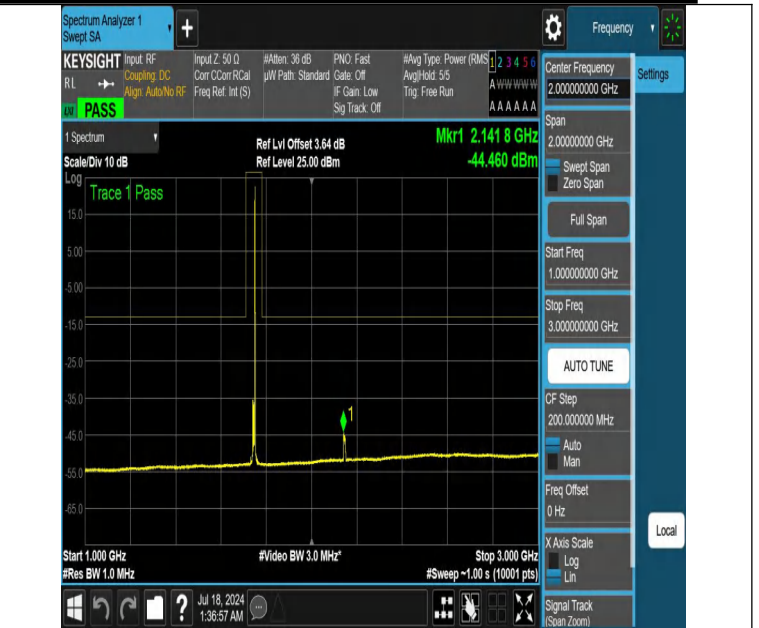 Spectrum Analyzer 1
Swept SA
+
Frequency
KEYSIGHT
RL
PASS
Input: RF
Coupling: DC
Align: Auto/No RF
Input Z: 50 Ω
Corr CCorr RCal
Freq Ref: Int (S)
#Atten: 36 dB
µW Path: Standard
PNO: Fast
Gate: Off
IF Gain: Low
Sig Track: Off
#Avg Type: Power (RMS
Avg|Hold: 5/5
Trig: Free Run
1 2 3 4 5 6
A W W W W W
A A A A A A
1 Spectrum
Scale/Div 10 dB
Ref Lvl Offset 3.64 dB
Ref Level 25.00 dBm
Mkr1 2.141 8 GHz
-44.460 dBm
Log
Trace 1 Pass
15.0
5.00
-5.00
-15.0
-25.0
-35.0
1
-45.0
-55.0
-65.0
Start 1.000 GHz
#Res BW 1.0 MHz
#Video BW 3.0 MHz*
Stop 3.000 GHz
#Sweep ~1.00 s (10001 pts)
Center Frequency
2.000000000 GHz
Settings
Span
2.00000000 GHz
Swept Span
Zero Span
Full Span
Start Freq
1.000000000 GHz
Stop Freq
3.000000000 GHz
AUTO TUNE
CF Step
200.000000 MHz
Auto
Man
Freq Offset
0 Hz
X Axis Scale
Log
Lin
Local
Signal Track
(Span Zoom)
?
Jul 18, 2024
1:36:57 AM